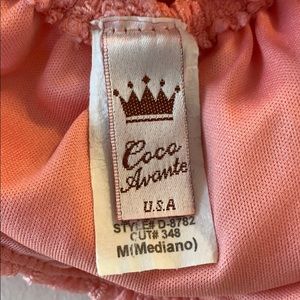 Coco
Avante
U.S.A
STYLE# D-8782
CUT# 348
M(Mediano)